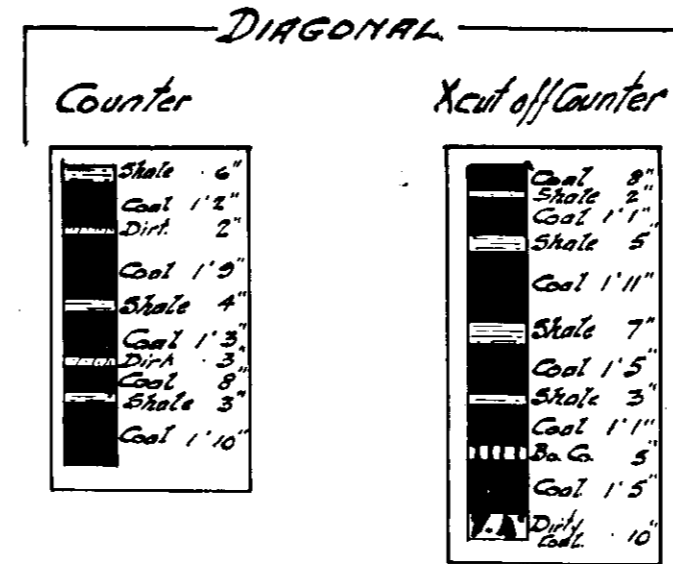 DIAGONAL
Counter
Shale 6"
Coal 1'2"
Dirt. 2"
Coal 1'9"
Shale 4"
Coal 1'3"
Dirt 3"
Coal 8"
Shale 3"
Coal 1'10"
Xcut off Counter
Coal 8"
Shale 2"
Coal 1'1"
Shale 5"
Coal 1'11"
Shale 7"
Coal 1'5"
Shale 3"
Coal 1'1"
Bo. Co. 5"
Coal 1'5"
Dirty
Coal. 10"